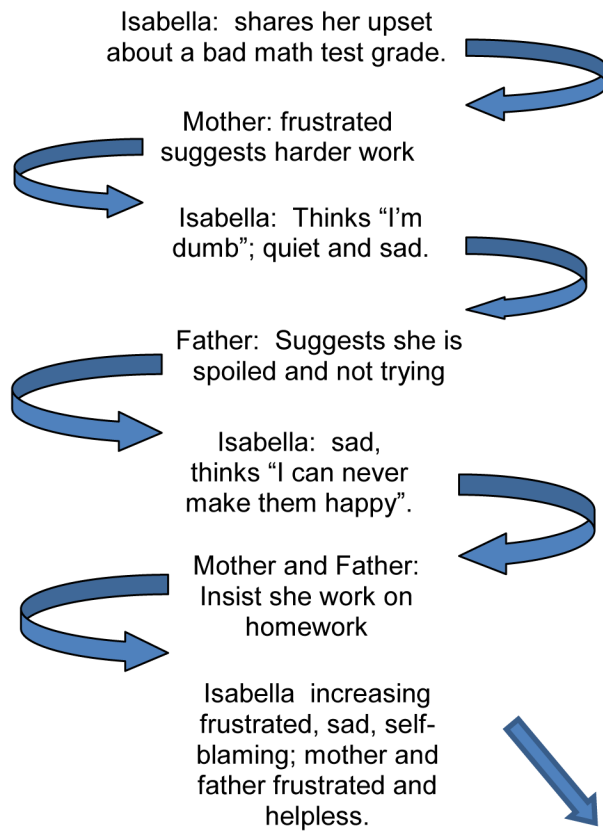 Isabella:  shares her upset
about a bad math test grade.
Mother: frustrated
suggests harder work
Isabella:  Thinks “I’m
dumb”; quiet and sad.
Father:  Suggests she is
spoiled and not trying
Isabella:  sad,
thinks “I can never
make them happy”.
Mother and Father:
Insist she work on
homework
Isabella  increasing
frustrated, sad, self-
blaming; mother and
father frustrated and
helpless.